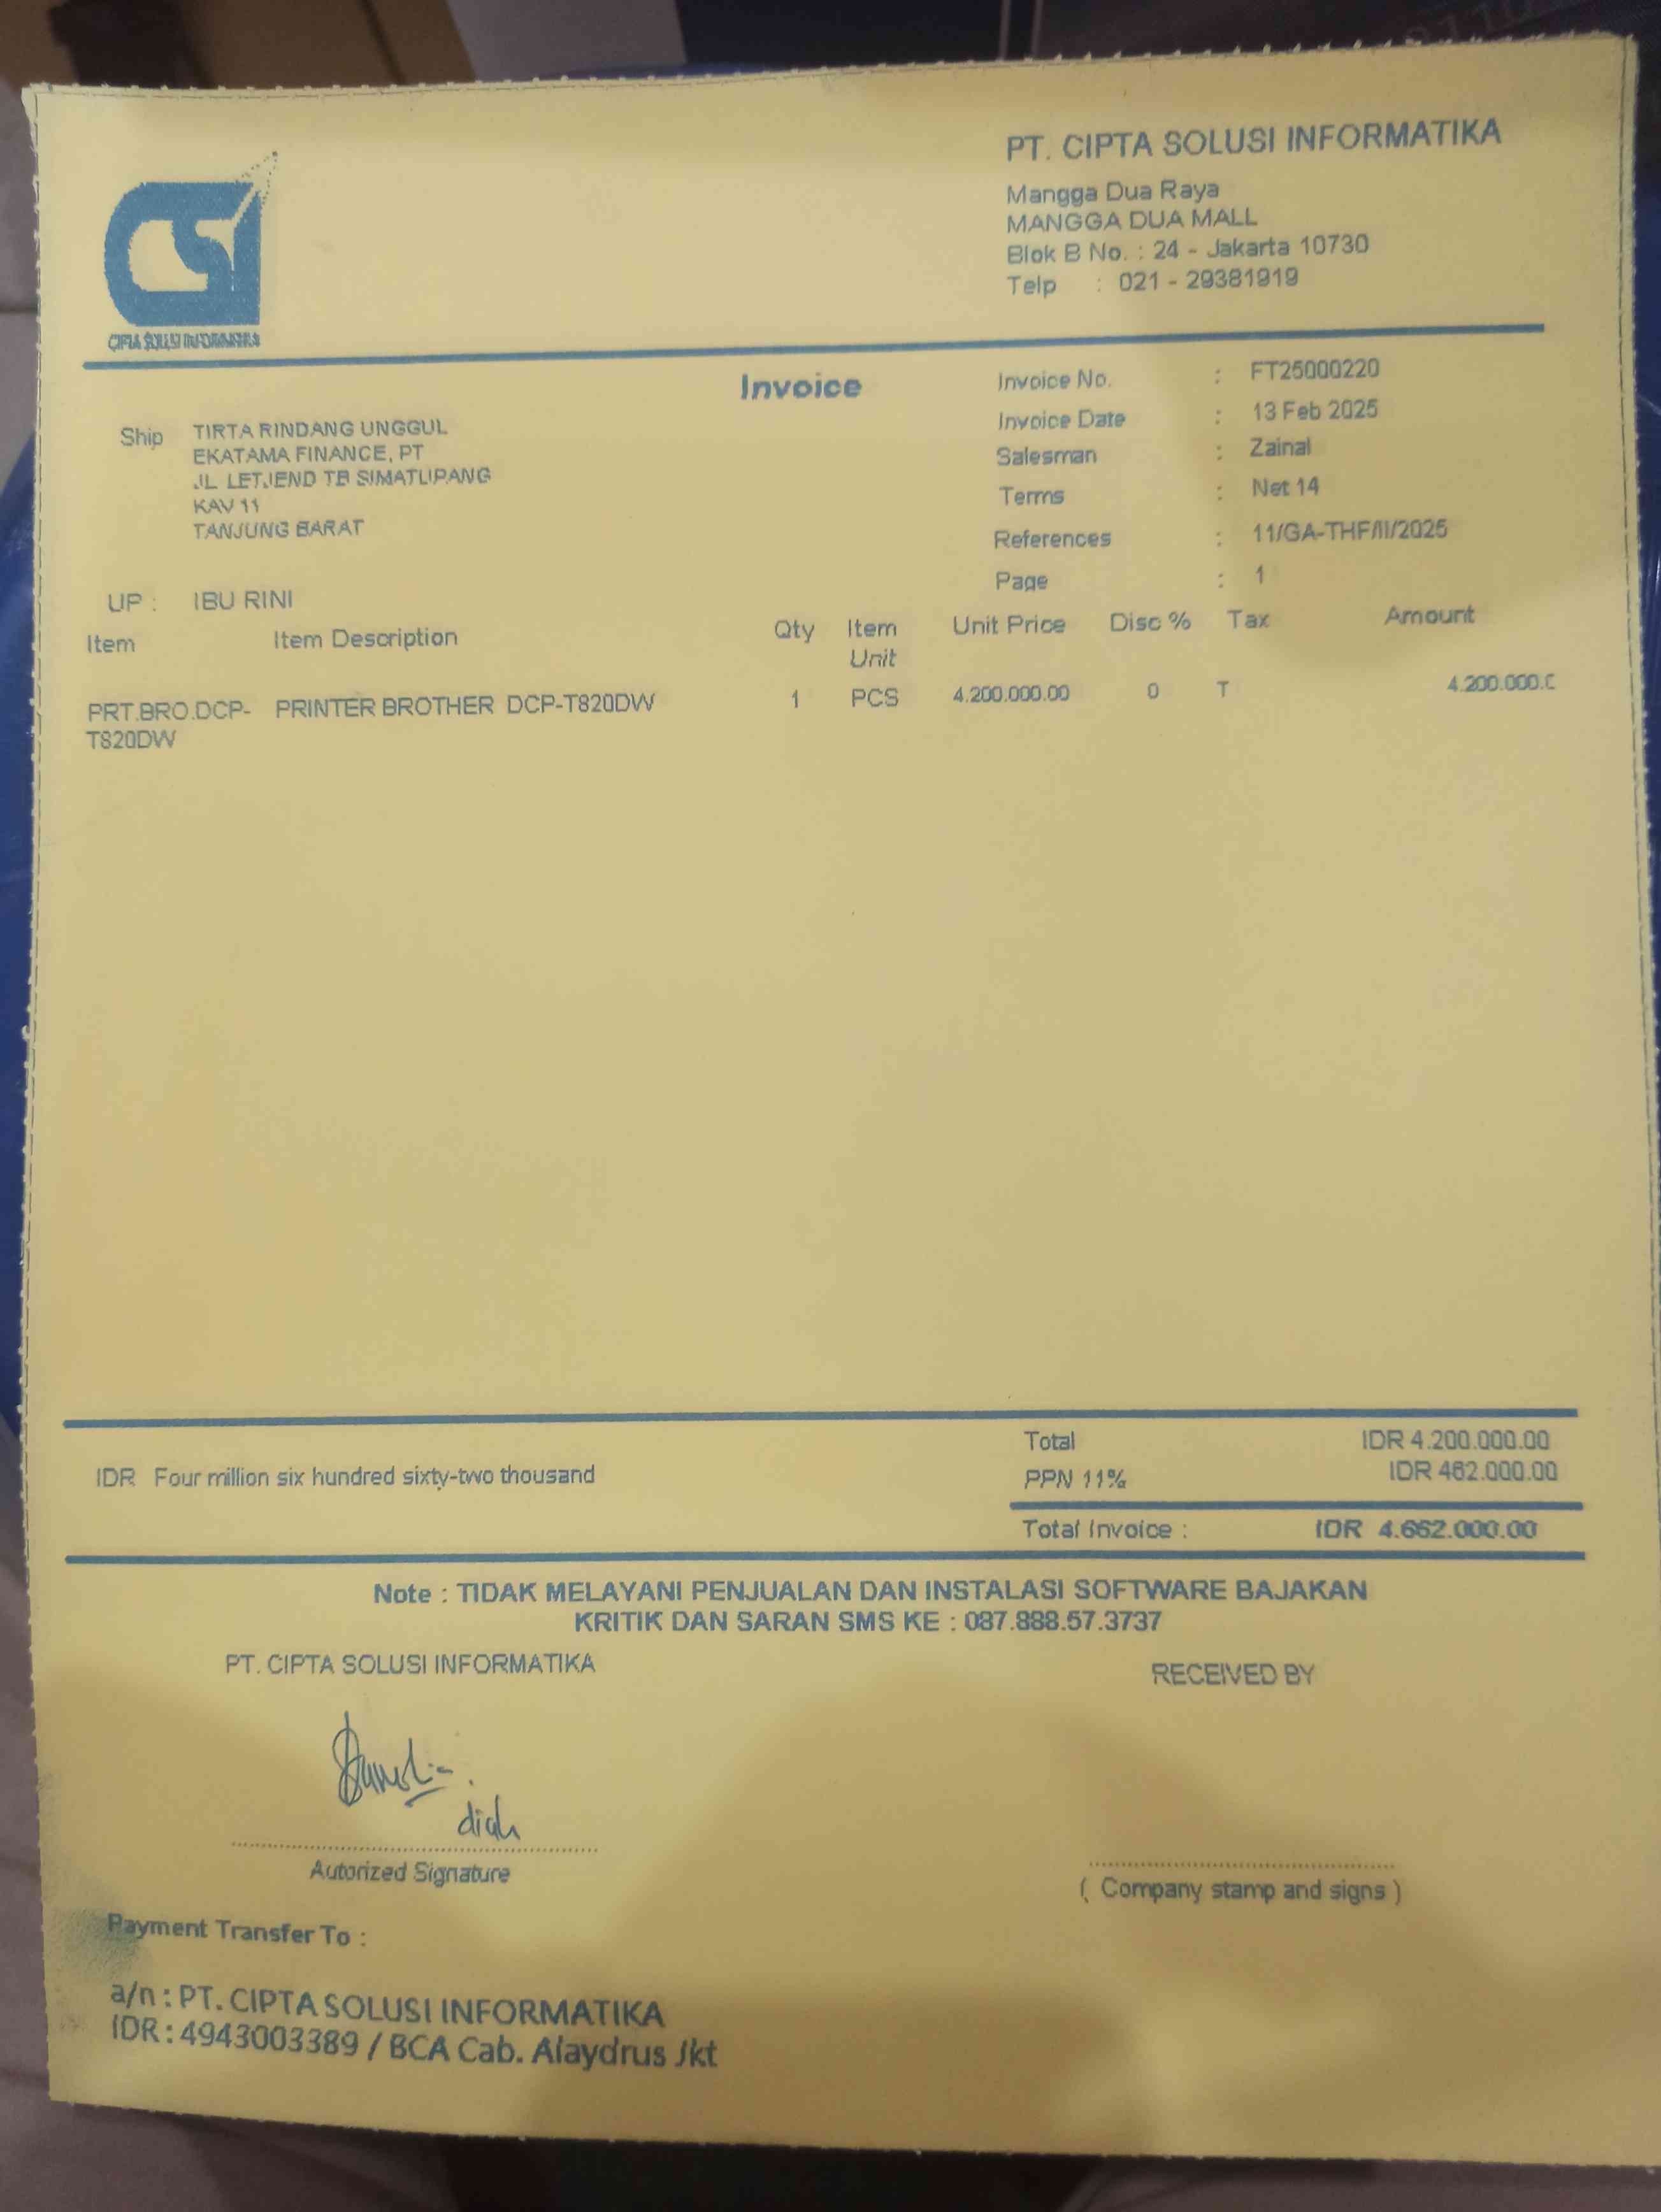 PT. CIPTA SOLUSI INFORMATIKA
Mangga Dua Raya
MANGGA DUA MALL
Blok B No. : 24 - Jakarta 10730
Telp : 021 - 29381919
CSI
CIPTA SOLUSI INFORMATIKA
Invoice
Invoice No. : FT25000220
Invoice Date : 13 Feb 2025
Salesman : Zainal
Terms : Net 14
References : 11/GA-THF/II/2025
Page : 1
Ship TIRTA RINDANG UNGGUL
EKATAMA FINANCE, PT
JL. LETJEND TB SIMATUPANG
KAV 11
TANJUNG BARAT
UP : IBU RINI
Item Item Description Qty Item Unit Unit Price Disc % Tax Amount
PRT.BRO.DCP- PRINTER BROTHER DCP-T820DW 1 PCS 4.200.000.00 0 T 4.200.000.0
T820DW
IDR Four million six hundred sixty-two thousand
Total IDR 4.200.000.00
PPN 11% IDR 462.000.00
Total Invoice : IDR 4.662.000.00
Note : TIDAK MELAYANI PENJUALAN DAN INSTALASI SOFTWARE BAJAKAN
KRITIK DAN SARAN SMS KE : 087.888.57.3737
PT. CIPTA SOLUSI INFORMATIKA
RECEIVED BY
diah
Autorized Signature
( Company stamp and signs )
Payment Transfer To :
a/n : PT. CIPTA SOLUSI INFORMATIKA
IDR : 4943003389 / BCA Cab. Alaydrus Jkt